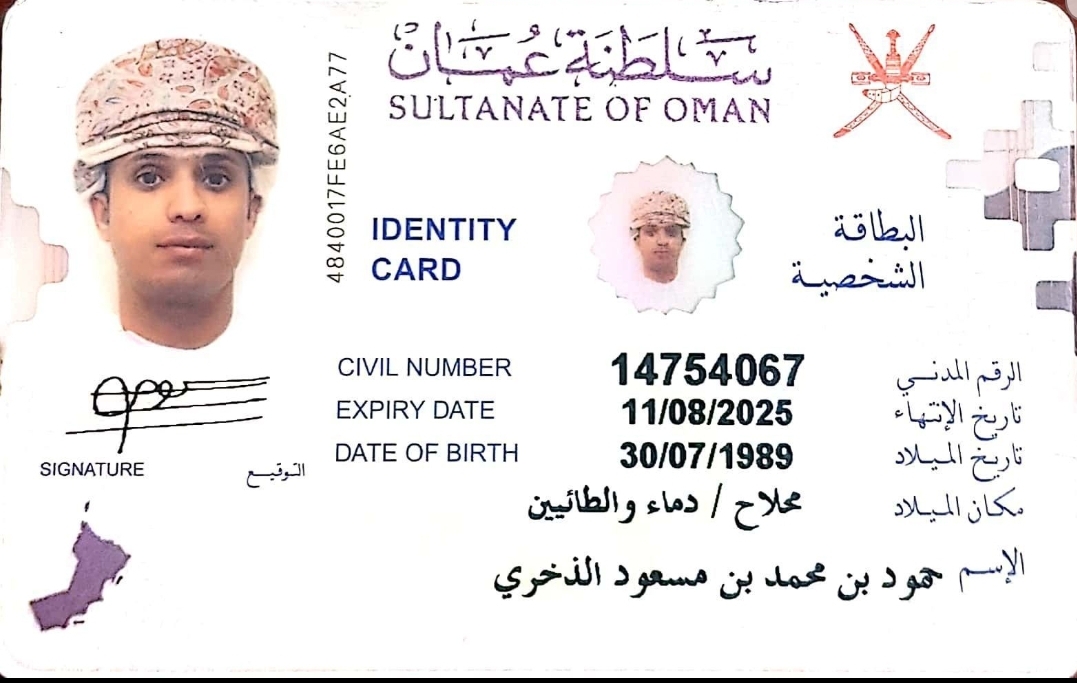 سلطنة عمان
SULTANATE OF OMAN
4840017FE6AE2A77
IDENTITY CARD
البطاقة الشخصية
CIVIL NUMBER 14754067 الرقم المدني
EXPIRY DATE 11/08/2025 تاريخ الإنتهاء
DATE OF BIRTH 30/07/1989 تاريخ الميلاد
محلاح / دماء والطائيين مكان الميلاد
الإسم حمود بن محمد بن مسعود الذخري
SIGNATURE التوقيع